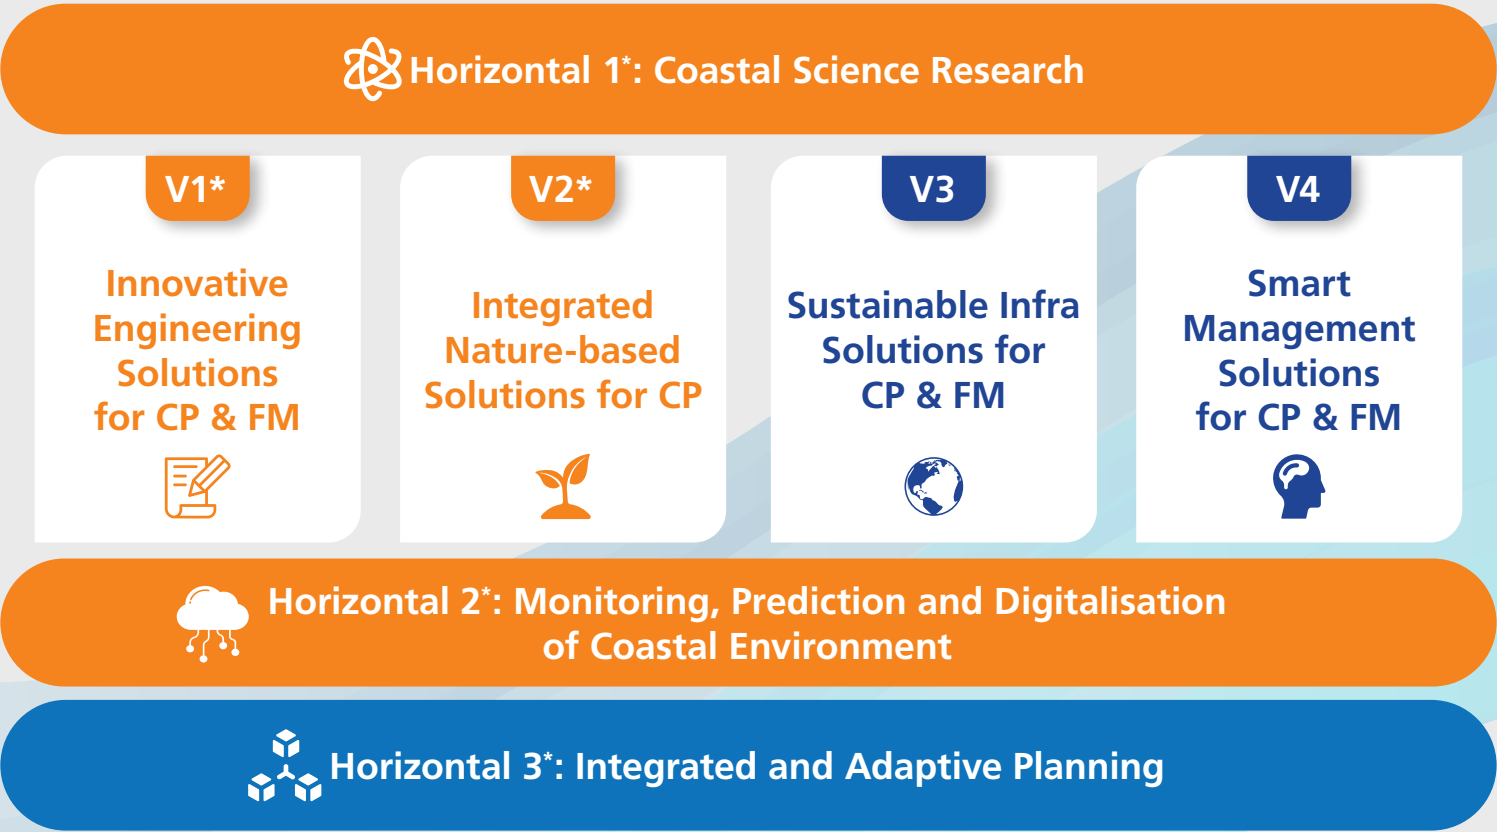 Horizontal 1*: Coastal Science Research
V1*
Innovative
Engineering
Solutions
for CP & FM
V2*
Integrated
Nature-based
Solutions for CP
V3
Sustainable Infra
Solutions for
CP & FM
V4
Smart
Management
Solutions
for CP & FM
Horizontal 2*: Monitoring, Prediction and Digitalisation
of Coastal Environment
Horizontal 3*: Integrated and Adaptive Planning